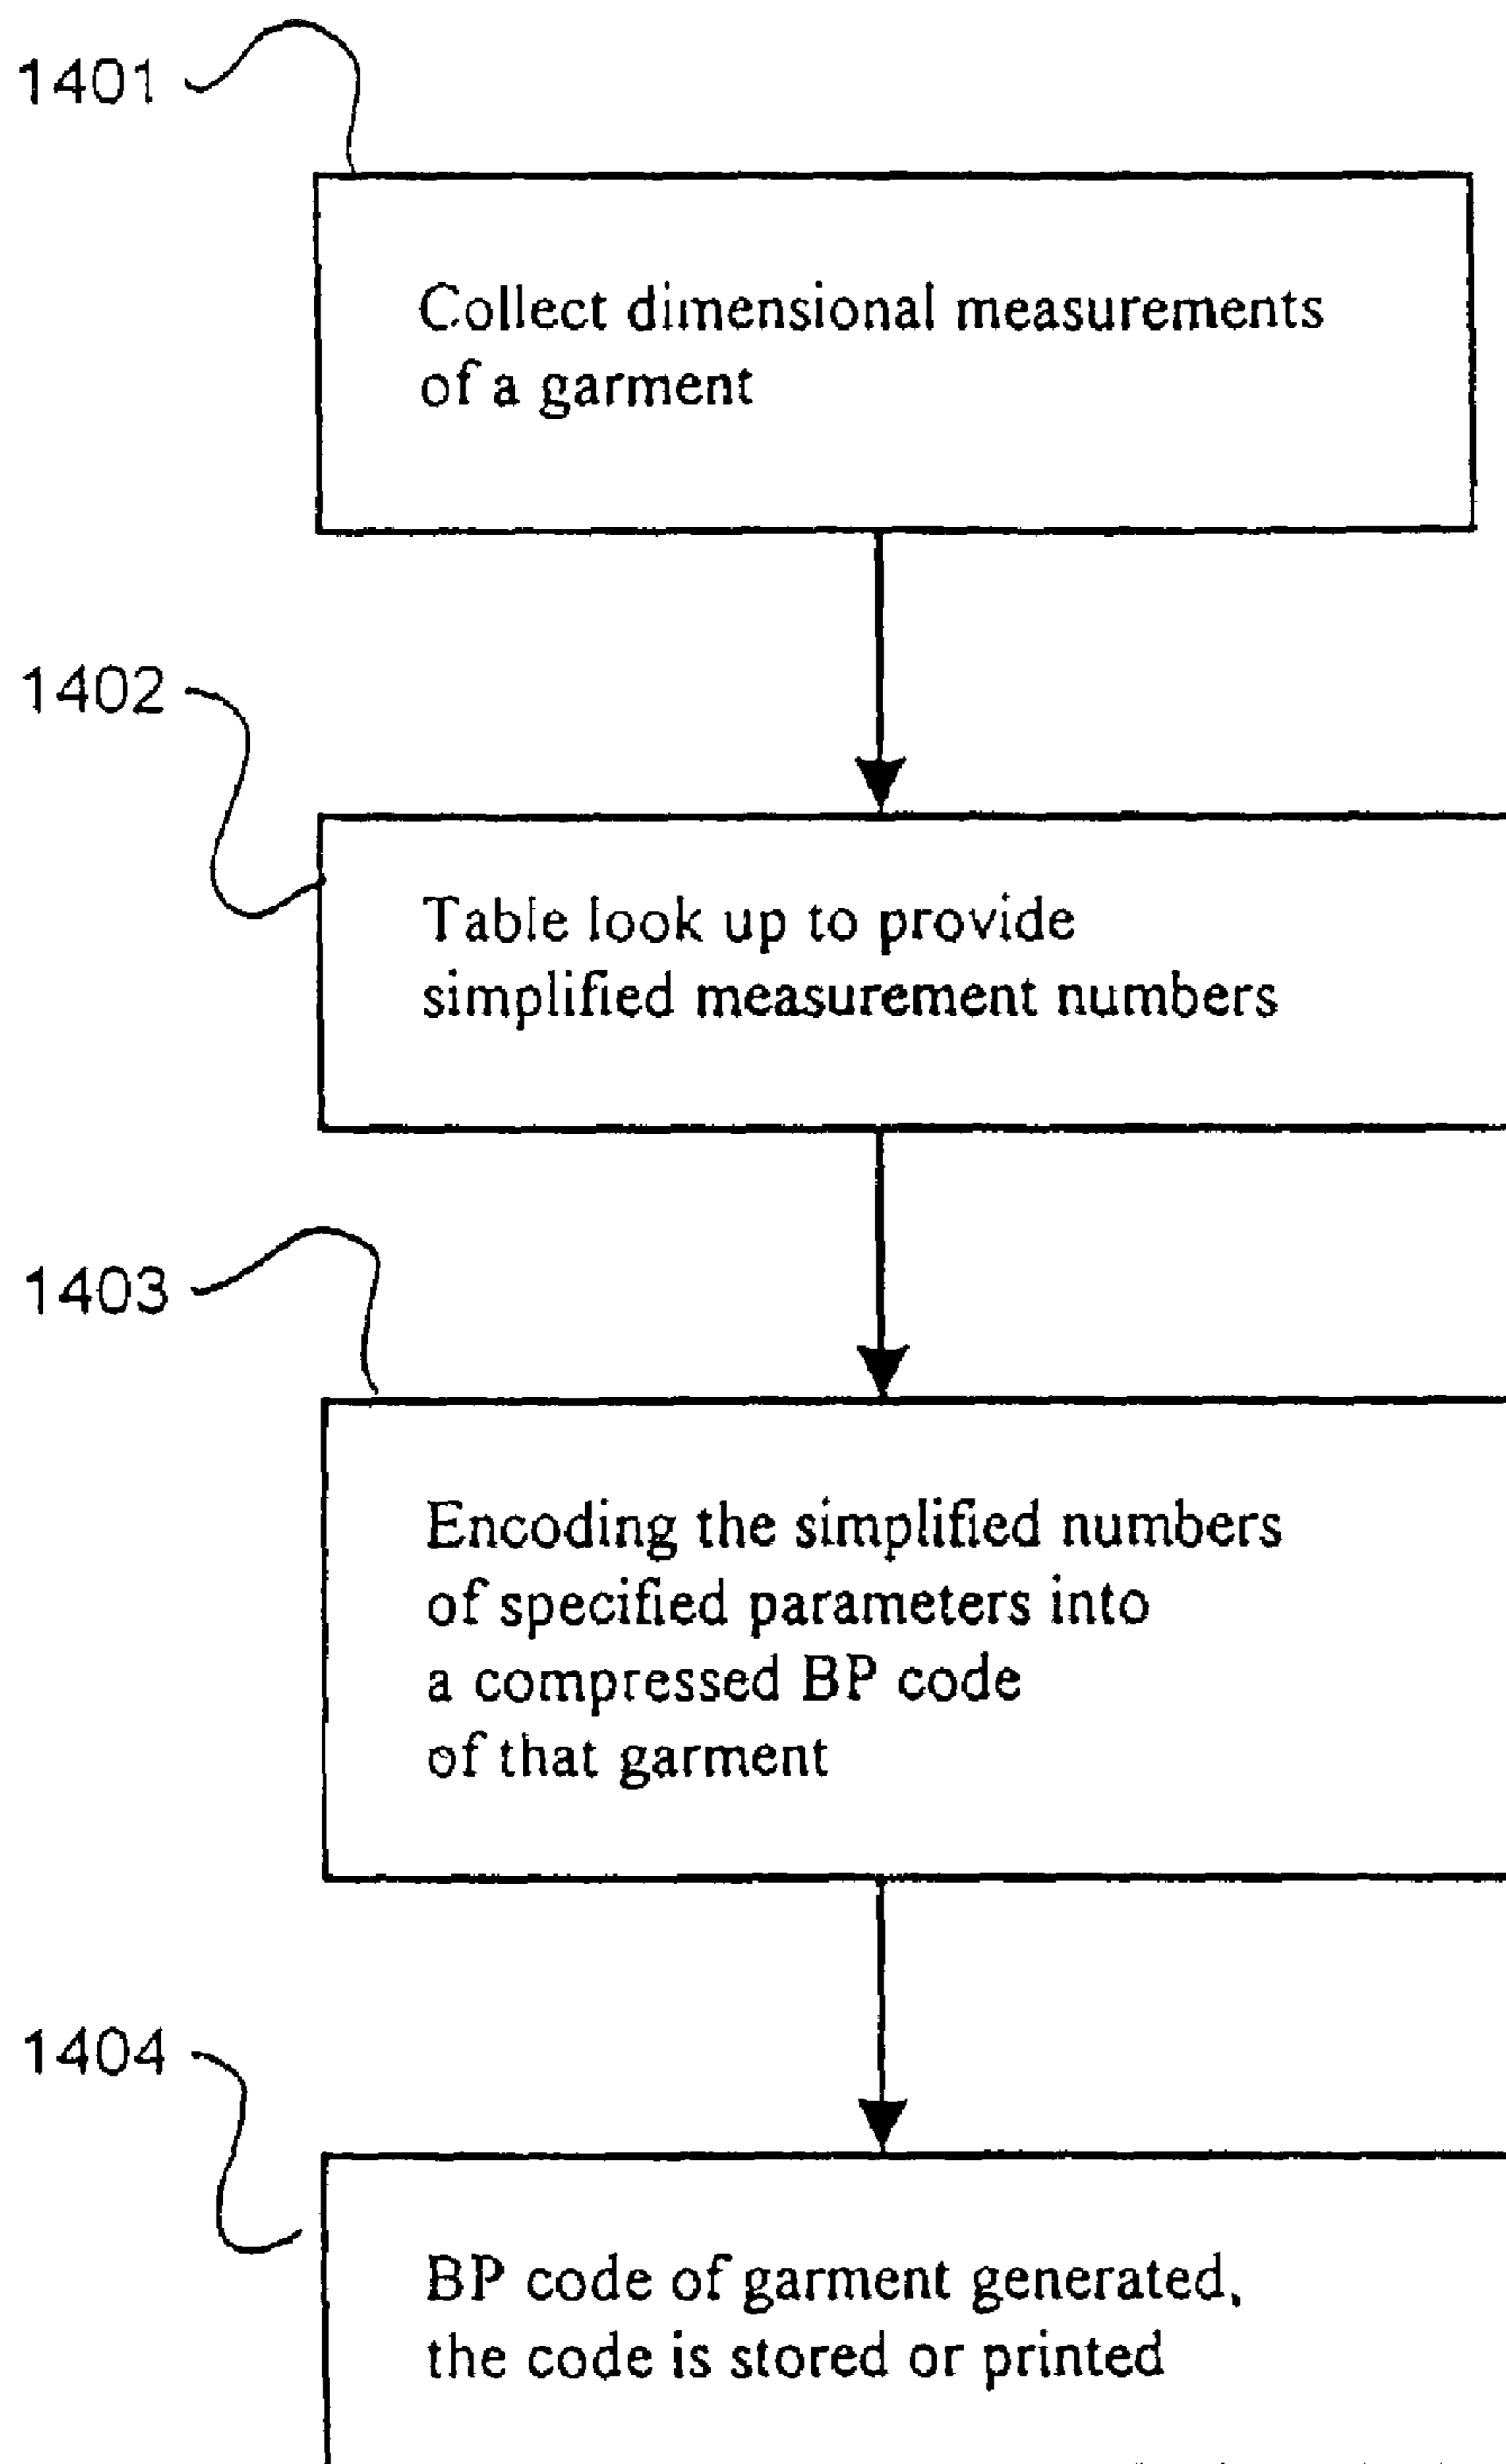 1401
Collect dimensional measurements
of a garment
1402
Table look up to provide
simplified measurement numbers
1403
Encoding the simplified numbers
of specified parameters into
a compressed BP code
of that garment
1404
BP code of garment generated,
the code is stored or printed